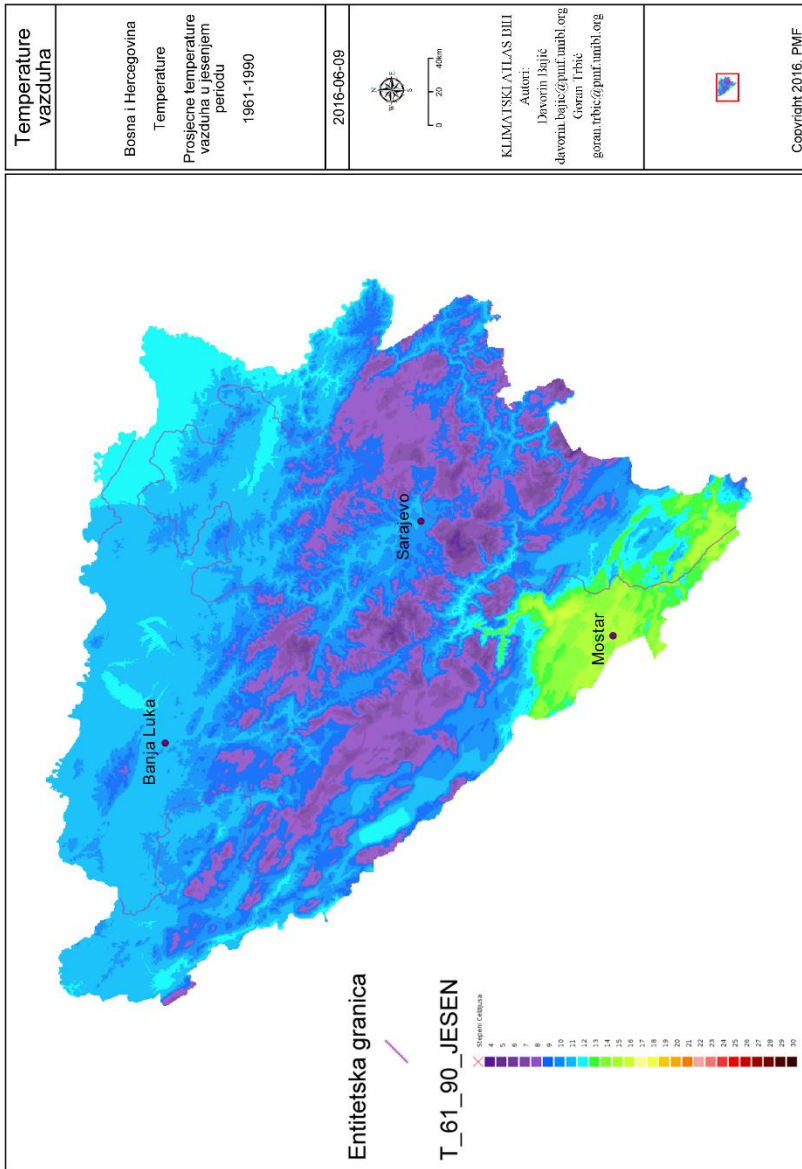 Temperature
vazduha
Bosna i Hercegovina
Temperature
Prosjecne temperature
vazduha u jesenjem
periodu
1961-1990
2016-06-09
N
W
E
S
0 20 40km
KLIMATSKI ATLAS BIH
Autori:
Davorin Bajić
davorin.bajic@pmf.unibl.org
Goran Trbić
goran.trbic@pmf.unibl.org
Copyright 2016, PMF
Banja Luka
Sarajevo
Mostar
Entitetska granica
T_61_90_JESEN
Stepeni Celzijusa
4
5
6
7
8
9
10
11
12
13
14
15
16
17
18
19
20
21
22
23
24
25
26
27
28
29
30